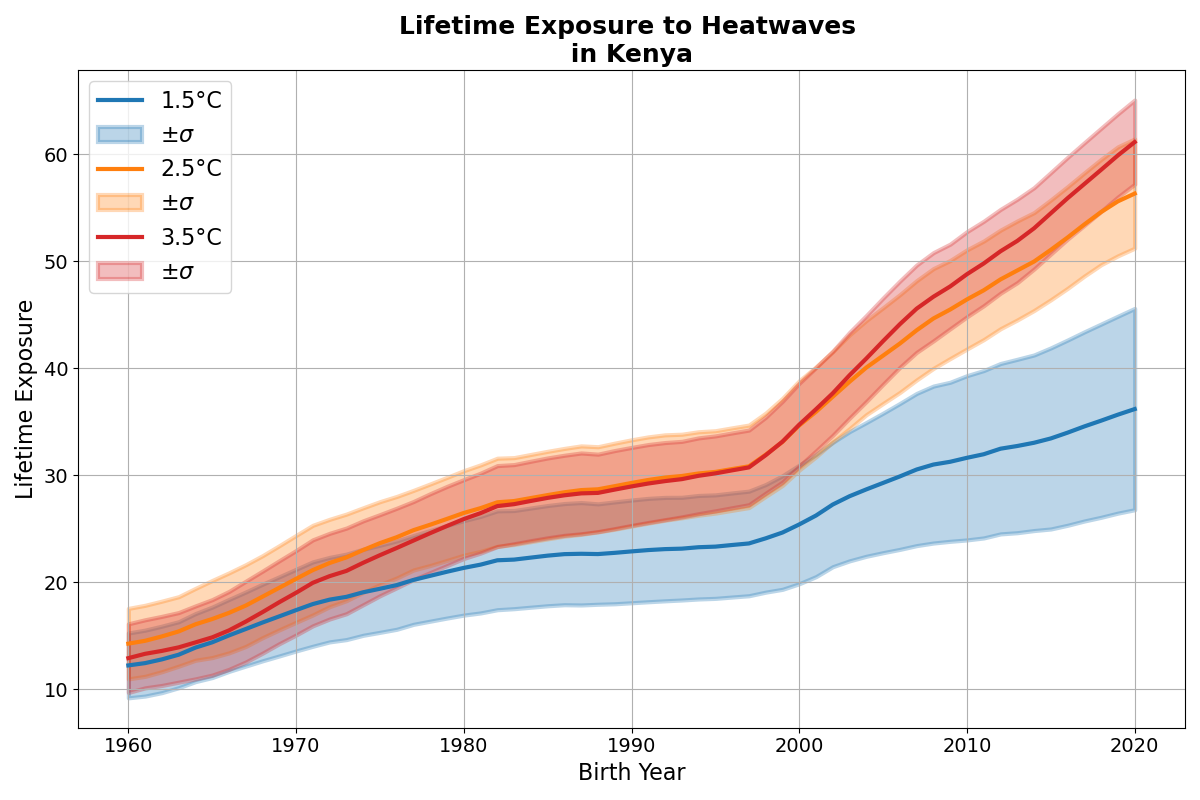 Lifetime Exposure to Heatwaves
in Kenya
1.5°C
±σ
2.5°C
±σ
3.5°C
±σ
Lifetime Exposure
60
50
40
30
20
10
1960
1970
1980
1990
2000
2010
2020
Birth Year